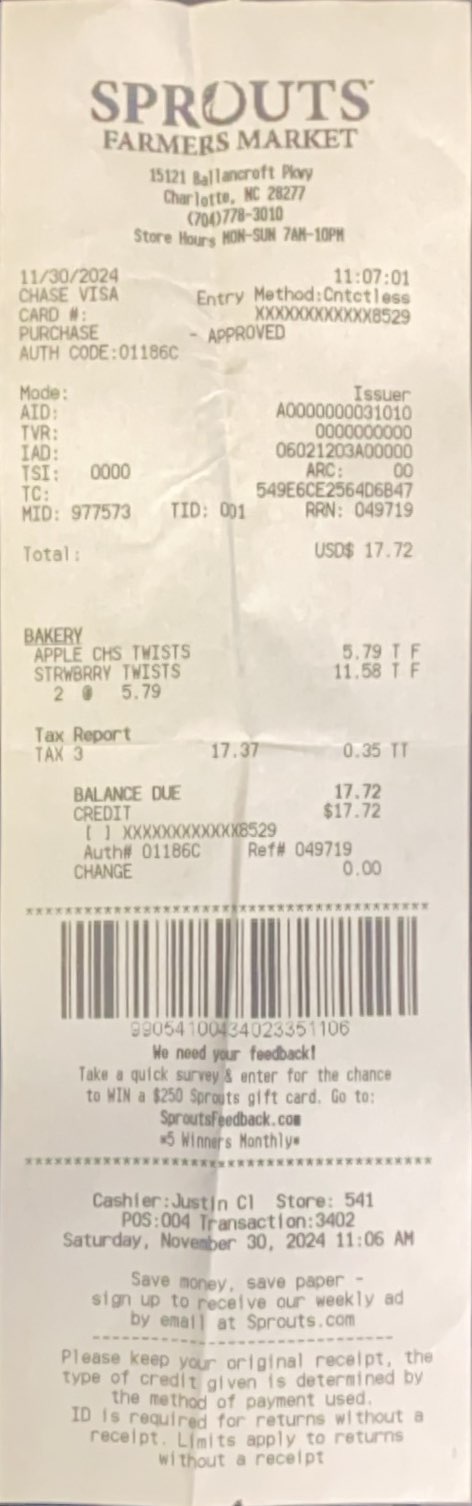 SPROUTS
FARMERS MARKET
15121 Ballancroft Pkwy
Charlotte, NC 28277
(704)778-3010
Store Hours MON-SUN 7AM-10PM
11/30/2024 11:07:01
CHASE VISA Entry Method:Cntctless
CARD #: XXXXXXXXXXXX8529
PURCHASE - APPROVED
AUTH CODE:01186C
Mode: Issuer
AID: A0000000031010
TVR: 0000000000
IAD: 06021203A00000
TSI: 0000 ARC: 00
TC: 549E6CE2564D6B47
MID: 977573 TID: 001 RRN: 049719
Total: USD$ 17.72
BAKERY
APPLE CHS TWISTS 5.79 T F
STRWBRRY TWISTS 11.58 T F
2 @ 5.79
Tax Report
TAX 3 17.37 0.35 TT
BALANCE DUE 17.72
CREDIT $17.72
[ ] XXXXXXXXXXXX8529
Auth# 01186C Ref# 049719
CHANGE 0.00
*******************************************
99054100434023351106
We need your feedback!
Take a quick survey & enter for the chance
to WIN a $250 Sprouts gift card. Go to:
SproutsFeedback.com
*5 Winners Monthly*
*******************************************
Cashier:Justin Cl Store: 541
POS:004 Transaction:3402
Saturday, November 30, 2024 11:06 AM
Save money, save paper -
sign up to receive our weekly ad
by email at Sprouts.com
--------------------------------
Please keep your original receipt, the
type of credit given is determined by
the method of payment used.
ID is required for returns without a
receipt. Limits apply to returns
without a receipt